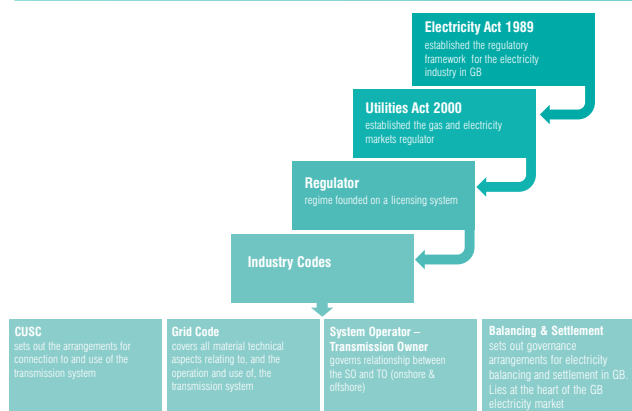 Electricity Act 1989
established the regulatory
framework for the electricity
industry in GB
Utilities Act 2000
established the gas and electricity
markets regulator
Regulator
regime founded on a licensing system
Industry Codes
CUSC
sets out the arrangements for
connection to and use of the
transmission system
Grid Code
covers all material technical
aspects relating to, and the
operation and use of, the
transmission system
System Operator –
Transmission Owner
governs relationship between
the SO and TO (onshore &
offshore)
Balancing & Settlement
sets out governance
arrangements for electricity
balancing and settlement in GB.
Lies at the heart of the GB
electricity market